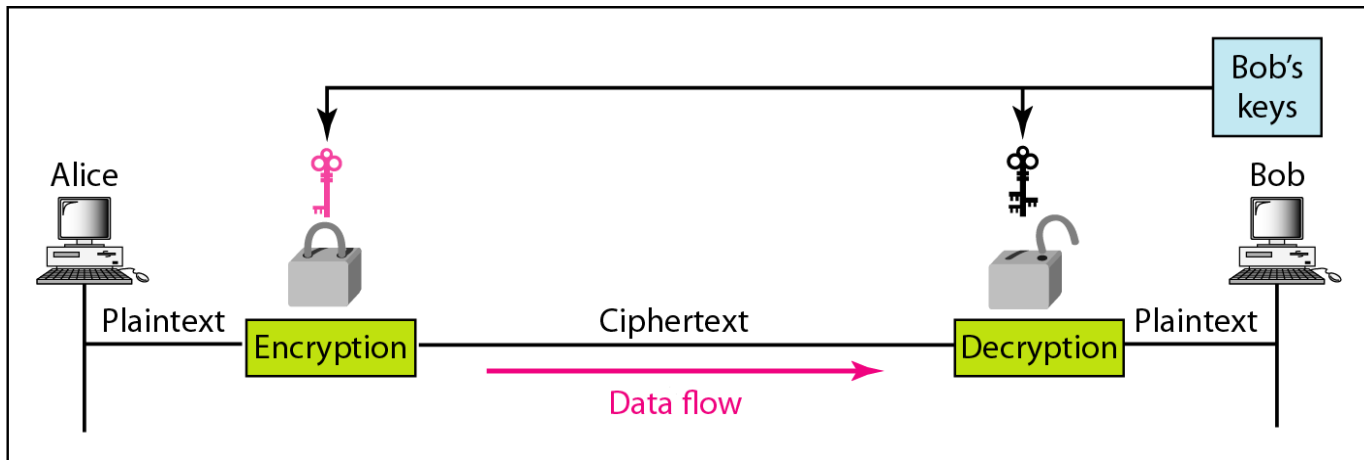 Bob's
keys
Alice
Bob
Plaintext
Ciphertext
Plaintext
Encryption
Decryption
Data flow